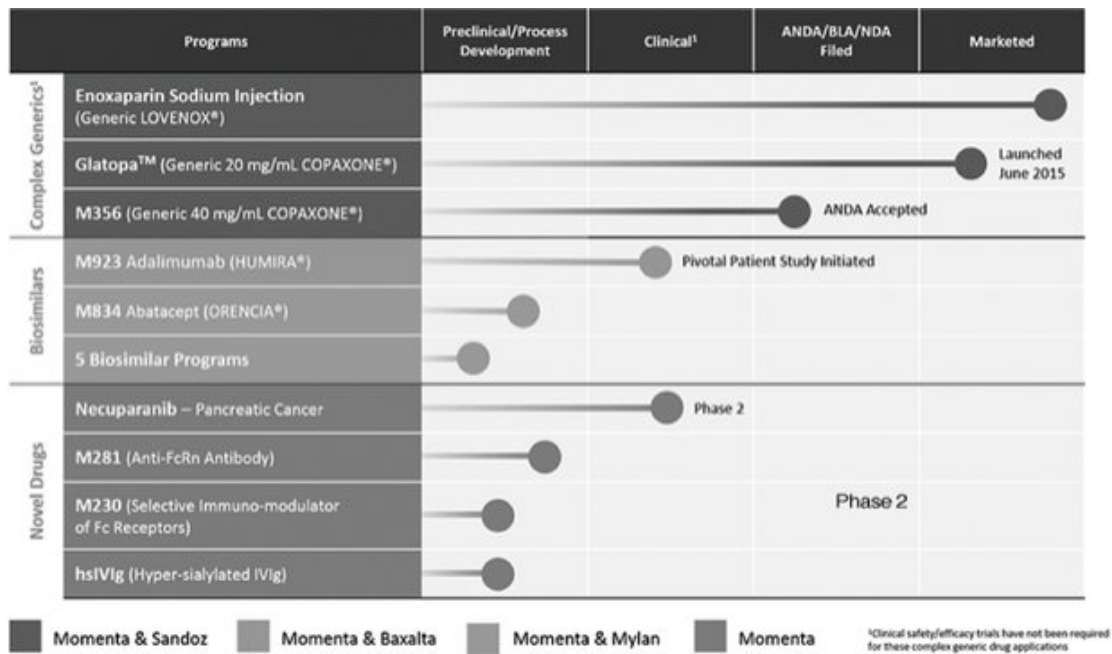 Programs
Preclinical/Process
Development
Clinical¹
ANDA/BLA/NDA
Filed
Marketed
Complex Generics¹
Enoxaparin Sodium Injection
(Generic LOVENOX®)
Glatopa™ (Generic 20 mg/mL COPAXONE®)
Launched
June 2015
M356 (Generic 40 mg/mL COPAXONE®)
ANDA Accepted
Biosimilars
M923 Adalimumab (HUMIRA®)
Pivotal Patient Study Initiated
M834 Abatacept (ORENCIA®)
5 Biosimilar Programs
Novel Drugs
Necuparanib – Pancreatic Cancer
Phase 2
M281 (Anti-FcRn Antibody)
M230 (Selective Immuno-modulator
of Fc Receptors)
Phase 2
hsIVIg (Hyper-sialylated IVIg)
Momenta & Sandoz
Momenta & Baxalta
Momenta & Mylan
Momenta
¹Clinical safety/efficacy trials have not been required
for these complex generic drug applications